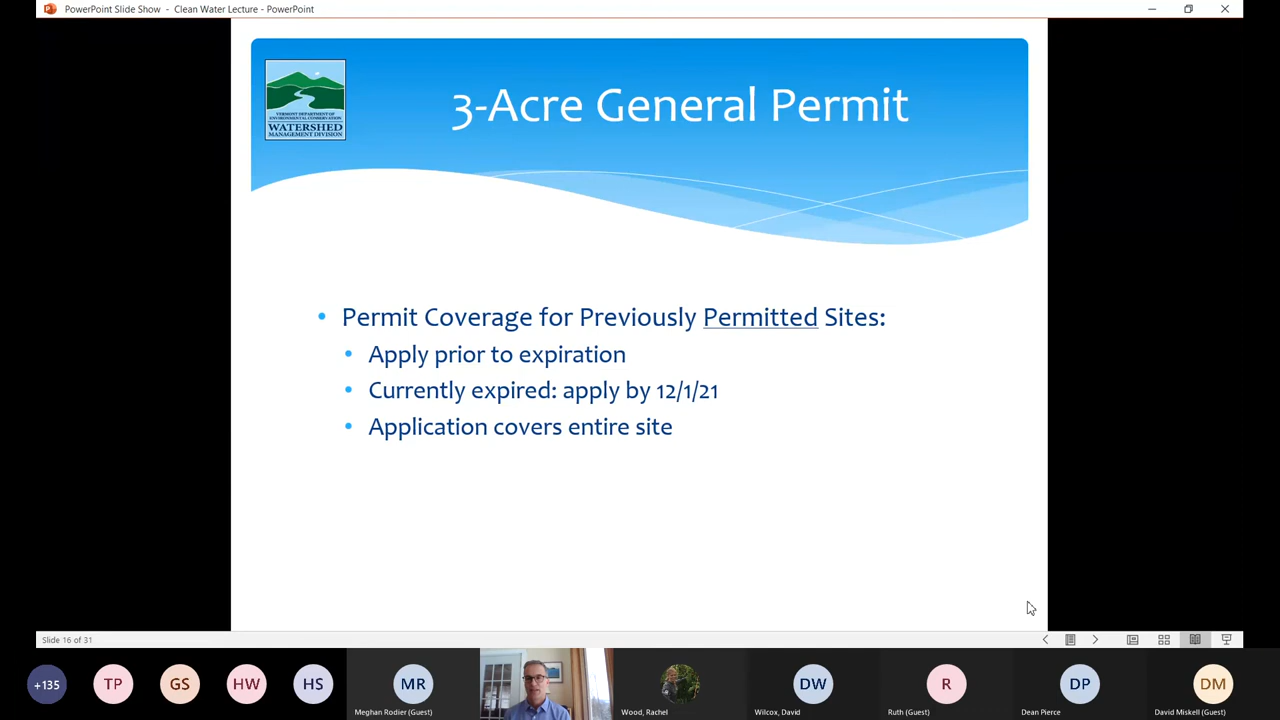 PowerPoint Slide Show - Clean Water Lecture - PowerPoint
VERMONT DEPARTMENT OF
ENVIRONMENTAL CONSERVATION
WATERSHED
MANAGEMENT DIVISION
3-Acre General Permit
• Permit Coverage for Previously Permitted Sites:
• Apply prior to expiration
• Currently expired: apply by 12/1/21
• Application covers entire site
Slide 16 of 31
+135
TP
GS
HW
HS
MR
DW
R
DP
DM
Meghan Rodier (Guest)
Wood, Rachel
Wilcox, David
Ruth (Guest)
Dean Pierce
David Miskell (Guest)